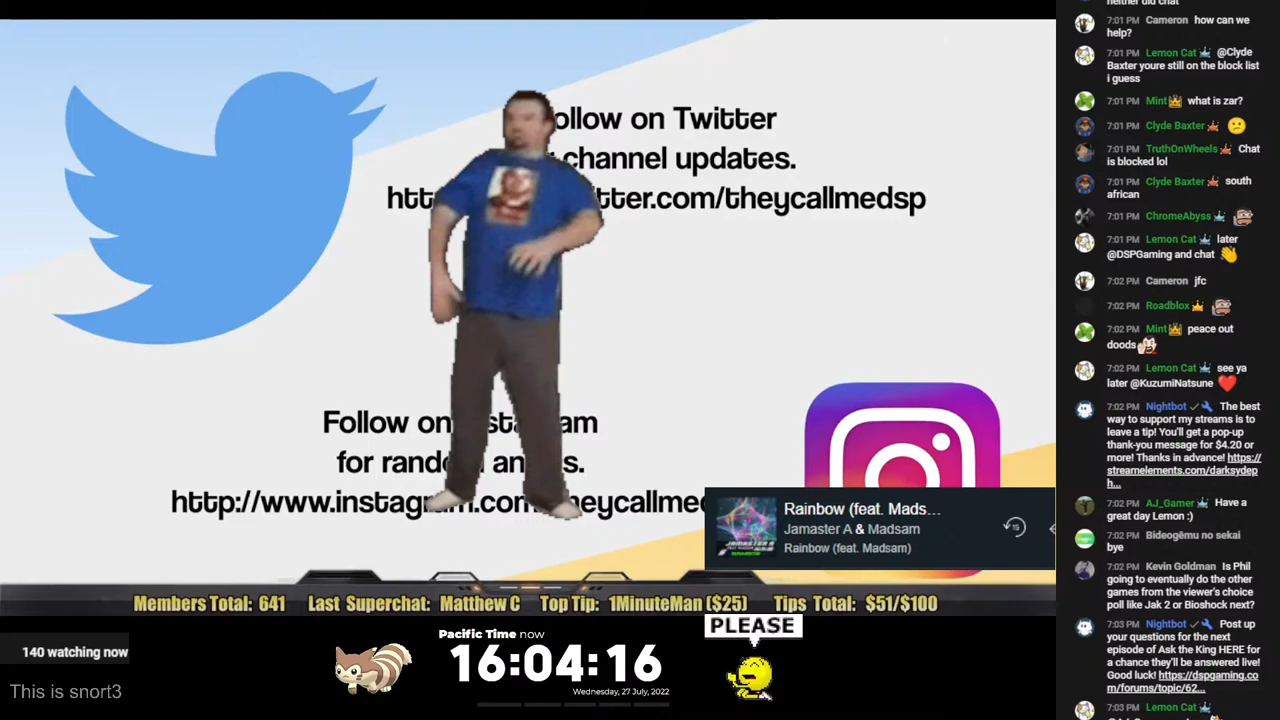 ollow on Twitter
channel updates.
htt
tter.com/theycallmedsp
Follow on
am
for rand
http://www.instag
.com
eycallmed
Rainbow (feat. Mads...
Jamaster A & Madsam
Rainbow (feat. Madsam)
Members Total: 641 Last Superchat: Matthew C Top Tip: 1MinuteMan ($25) Tips Total: $51/$100
140 watching now
This is snort3
Pacific Time now
16:04:16
Wednesday, 27 July, 2022
PLEASE
neither did chat
7:01 PM Cameron how can we
help?
7:01 PM Lemon Cat @Clyde
Baxter youre still on the block list
i guess
7:01 PM Mint what is zar?
7:01 PM Clyde Baxter
7:01 PM TruthOnWheels Chat
is blocked lol
7:01 PM Clyde Baxter south
african
7:01 PM ChromeAbyss
7:01 PM Lemon Cat later
@DSPGaming and chat
7:02 PM Cameron jfc
7:02 PM Roadblox
7:02 PM Mint peace out
doods
7:02 PM Lemon Cat see ya
later @KuzumiNatsune
7:02 PM Nightbot The best
way to support my streams is to
leave a tip! You'll get a pop-up
thank-you message for $4.20 or
more! Thanks in advance! https://
streamelements.com/darksydep
h...
7:02 PM AJ_Gamer Have a
great day Lemon :)
7:02 PM Bideogēmu no sekai
bye
7:02 PM Kevin Goldman Is Phil
going to eventually do the other
games from the viewer's choice
poll like Jak 2 or Bioshock next?
7:03 PM Nightbot Post up
your questions for the next
episode of Ask the King HERE for
a chance they'll be answered live!
Good luck! https://dspgaming.co
m/forums/topic/62...
7:03 PM Lemon Cat